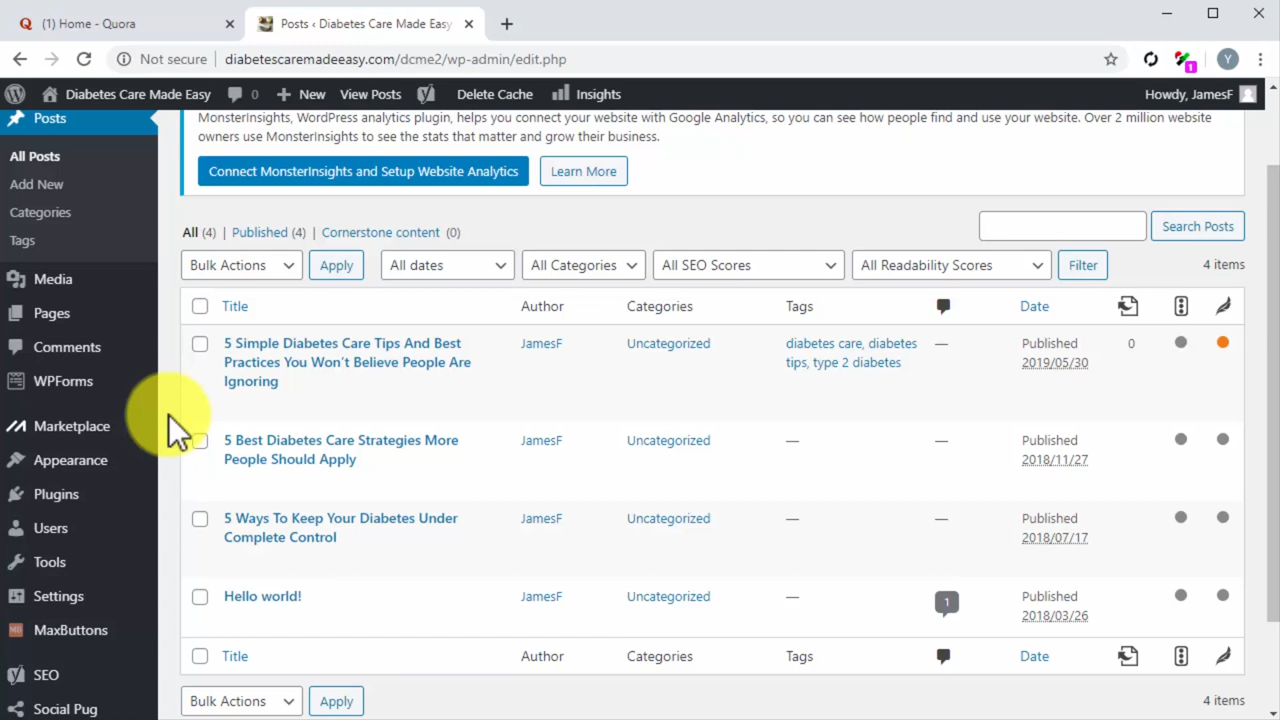 (1) Home - Quora
Posts ‹ Diabetes Care Made Easy
Not secure
diabetescaremadeeasy.com/dcme2/wp-admin/edit.php
1
Y
Diabetes Care Made Easy
0
New
View Posts
Delete Cache
Insights
Howdy, JamesF
Posts
All Posts
Add New
Categories
Tags
Media
Pages
Comments
WPForms
Marketplace
Appearance
Plugins
Users
Tools
Settings
MaxButtons
SEO
Social Pug
MonsterInsights, WordPress analytics plugin, helps you connect your website with Google Analytics, so you can see how people find and use your website. Over 2 million website
owners use MonsterInsights to see the stats that matter and grow their business.
Connect MonsterInsights and Setup Website Analytics
Learn More
All (4) | Published (4) | Cornerstone content (0)
Search Posts
Bulk Actions
Apply
All dates
All Categories
All SEO Scores
All Readability Scores
Filter
4 items
Title
Author
Categories
Tags
Date
5 Simple Diabetes Care Tips And Best
Practices You Won't Believe People Are
Ignoring
JamesF
Uncategorized
diabetes care, diabetes
tips, type 2 diabetes
—
Published
2019/05/30
0
5 Best Diabetes Care Strategies More
People Should Apply
JamesF
Uncategorized
—
—
Published
2018/11/27
5 Ways To Keep Your Diabetes Under
Complete Control
JamesF
Uncategorized
—
—
Published
2018/07/17
Hello world!
JamesF
Uncategorized
—
1
Published
2018/03/26
Title
Author
Categories
Tags
Date
Bulk Actions
Apply
4 items